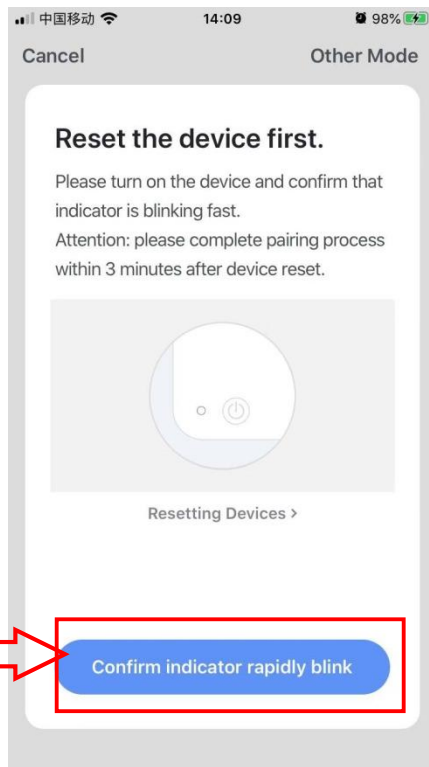 中国移动 14:09 98%
Cancel Other Mode
Reset the device first.
Please turn on the device and confirm that
indicator is blinking fast.
Attention: please complete pairing process
within 3 minutes after device reset.
Resetting Devices >
Confirm indicator rapidly blink